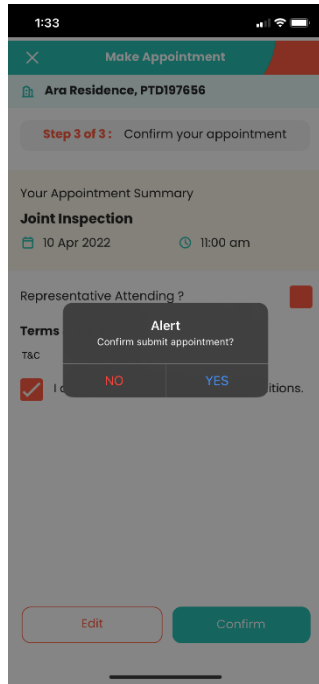 1:33
Make Appointment
Ara Residence, PTD197656
Step 3 of 3: Confirm your appointment
Your Appointment Summary
Joint Inspection
10 Apr 2022 11:00 am
Representative Attending ?
Terms
Alert
Confirm submit appointment?
T&C
NO YES
I itions.
Edit Confirm